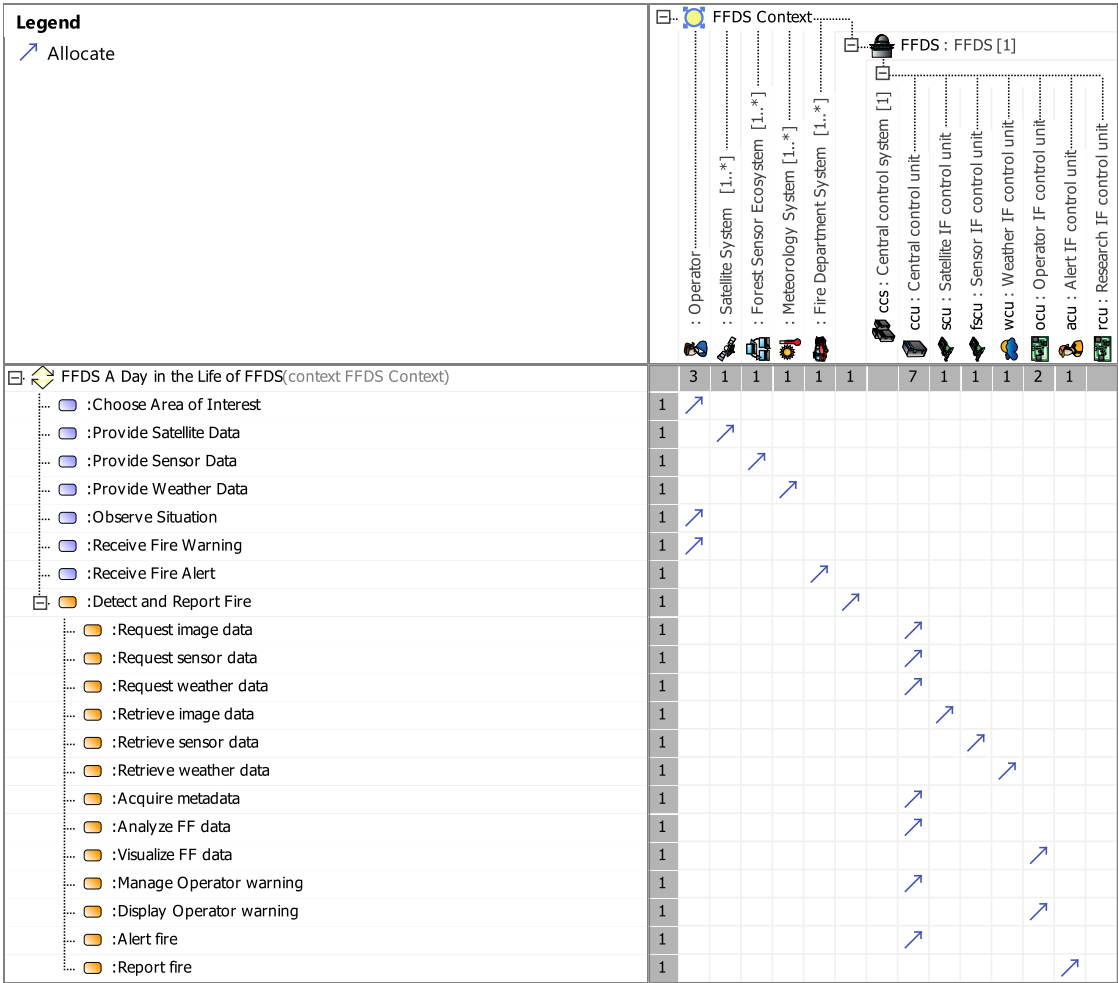 Legend
Allocate
FFDS Context
FFDS : FFDS [1]
: Operator
: Satellite System [1..*]
: Forest Sensor Ecosystem [1..*]
: Meteorology System [1..*]
: Fire Department System [1..*]
ccs : Central control system [1]
ccu : Central control unit
scu : Satellite IF control unit
fscu : Sensor IF control unit
wcu : Weather IF control unit
ocu : Operator IF control unit
acu : Alert IF control unit
rcu : Research IF control unit
FFDS A Day in the Life of FFDS(context FFDS Context) 3 1 1 1 1 1 7 1 1 1 2 1
:Choose Area of Interest 1
:Provide Satellite Data 1
:Provide Sensor Data 1
:Provide Weather Data 1
:Observe Situation 1
:Receive Fire Warning 1
:Receive Fire Alert 1
:Detect and Report Fire 1
:Request image data 1
:Request sensor data 1
:Request weather data 1
:Retrieve image data 1
:Retrieve sensor data 1
:Retrieve weather data 1
:Acquire metadata 1
:Analyze FF data 1
:Visualize FF data 1
:Manage Operator warning 1
:Display Operator warning 1
:Alert fire 1
:Report fire 1